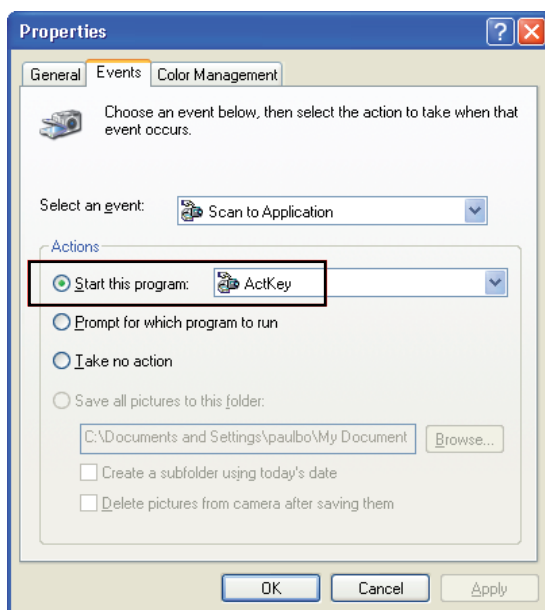 Properties
General Events Color Management
Choose an event below, then select the action to take when that
event occurs.
Select an event: Scan to Application
Actions
Start this program: ActKey
Prompt for which program to run
Take no action
Save all pictures to this folder:
C:\Documents and Settings\paulbo\My Document Browse...
Create a subfolder using today's date
Delete pictures from camera after saving them
OK Cancel Apply